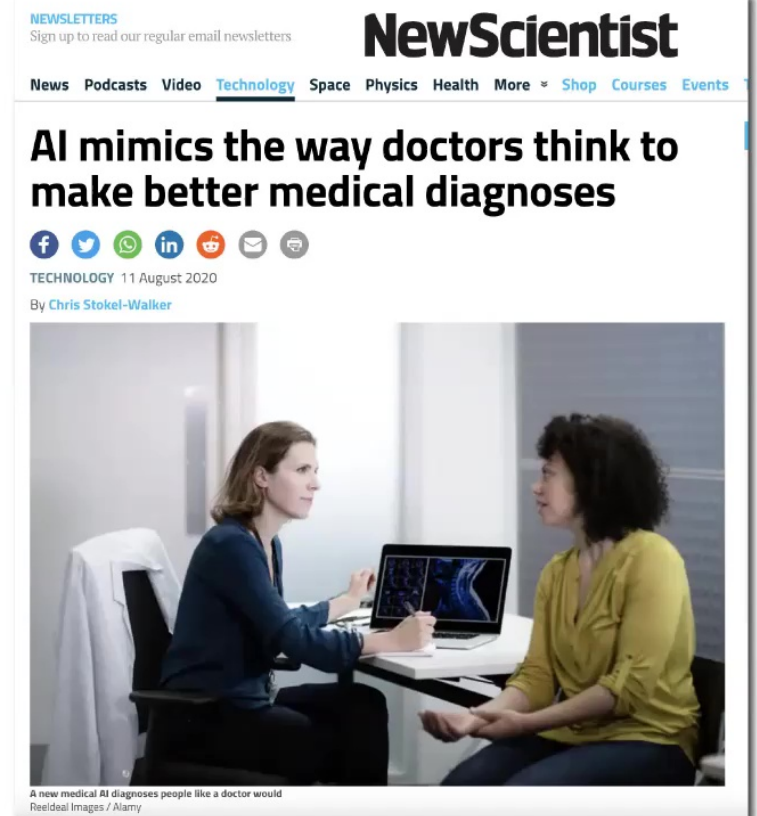 NEWSLETTERS
Sign up to read our regular email newsletters
NewScientist
News Podcasts Video Technology Space Physics Health More Shop Courses Events
AI mimics the way doctors think to
make better medical diagnoses
TECHNOLOGY 11 August 2020
By Chris Stokel-Walker
A new medical AI diagnoses people like a doctor would
Reeldeal Images / Alamy